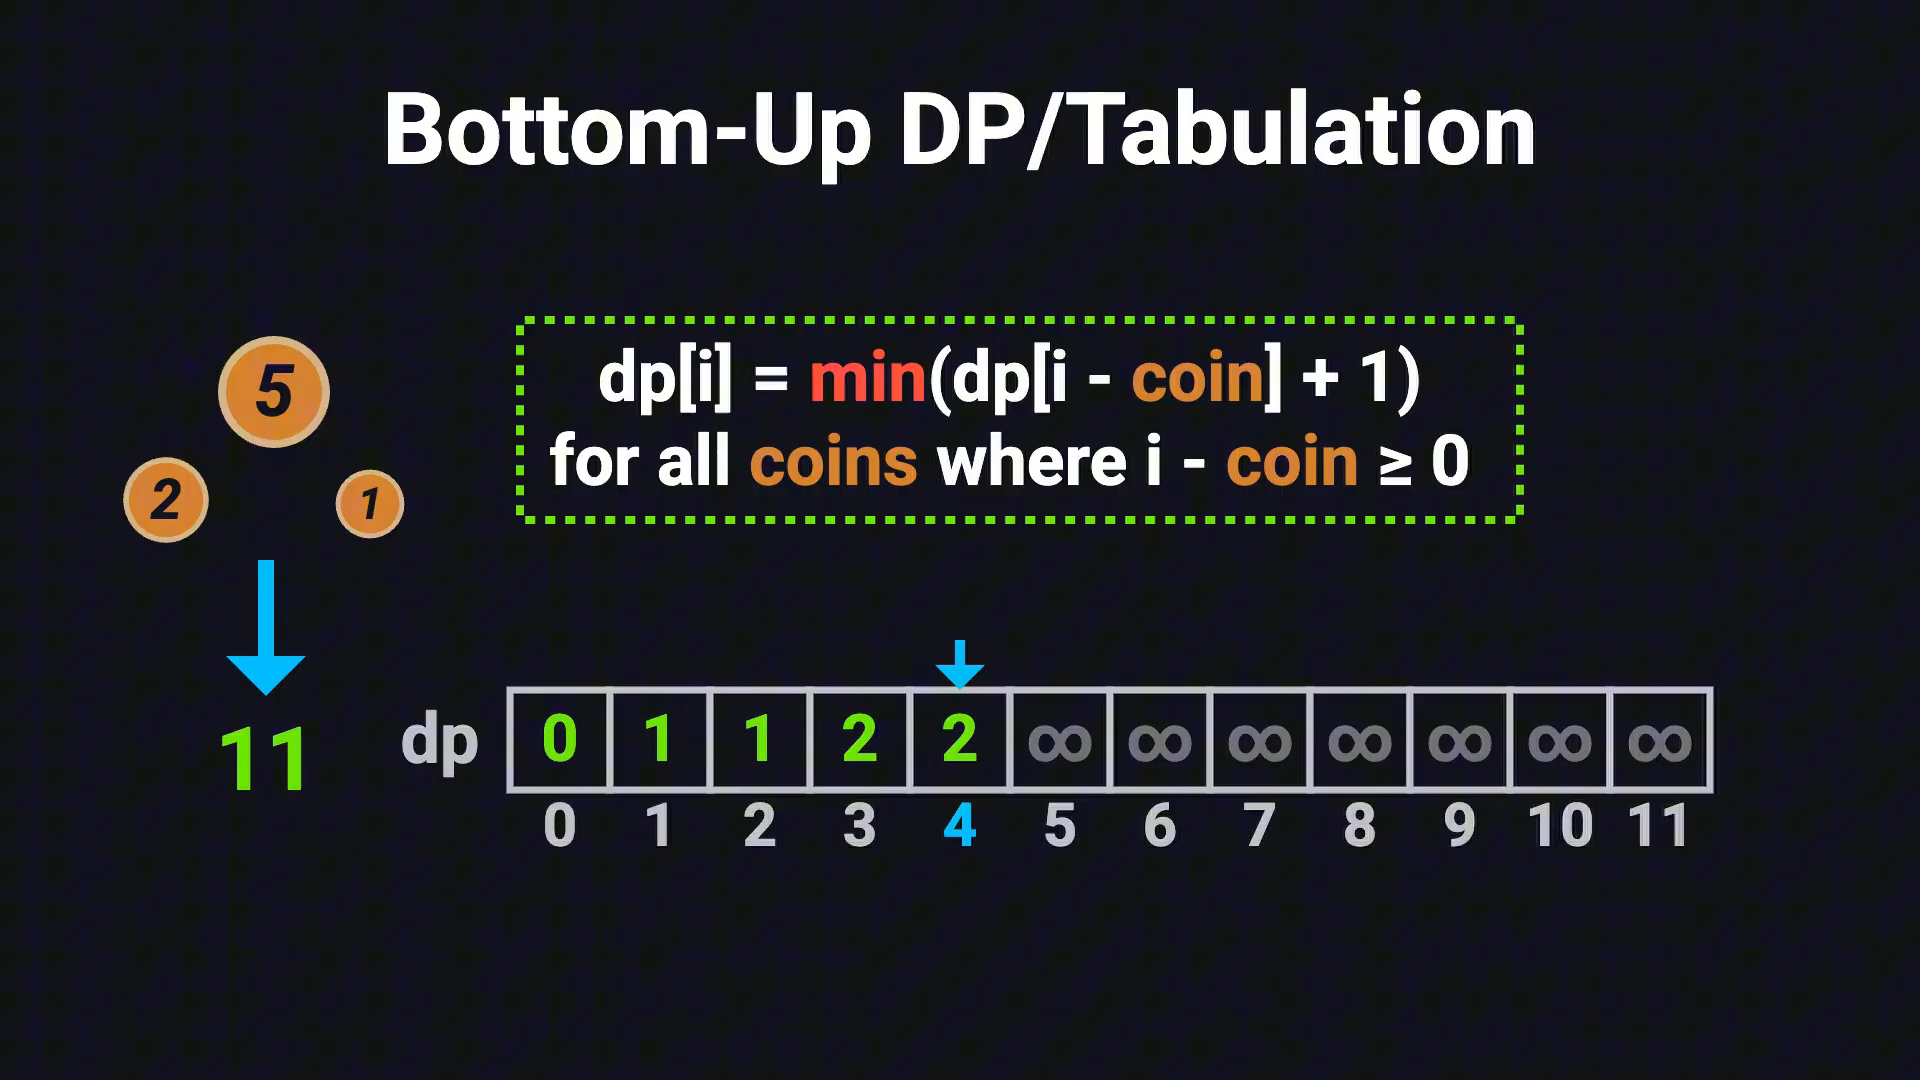 Bottom-Up DP/Tabulation
5
2
1
11
dp[i] = min(dp[i - coin] + 1)
for all coins where i - coin ≥ 0
dp 0 1 1 2 2 ∞ ∞ ∞ ∞ ∞ ∞ ∞
0 1 2 3 4 5 6 7 8 9 10 11